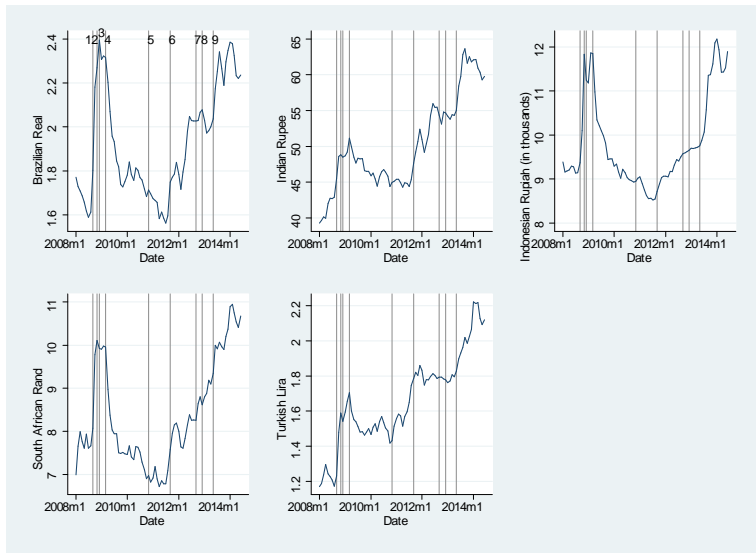 12 3 4 5 6 78 9
2.4
2.2
2
1.8
1.6
Brazilian Real
2008m1 2010m1 2012m1 2014m1
Date
65
60
55
50
45
40
Indian Rupee
2008m1 2010m1 2012m1 2014m1
Date
12
11
10
9
8
Indonesian Rupiah (in thousands)
2008m1 2010m1 2012m1 2014m1
Date
11
10
9
8
7
South African Rand
2008m1 2010m1 2012m1 2014m1
Date
2.2
2
1.8
1.6
1.4
1.2
Turkish Lira
2008m1 2010m1 2012m1 2014m1
Date